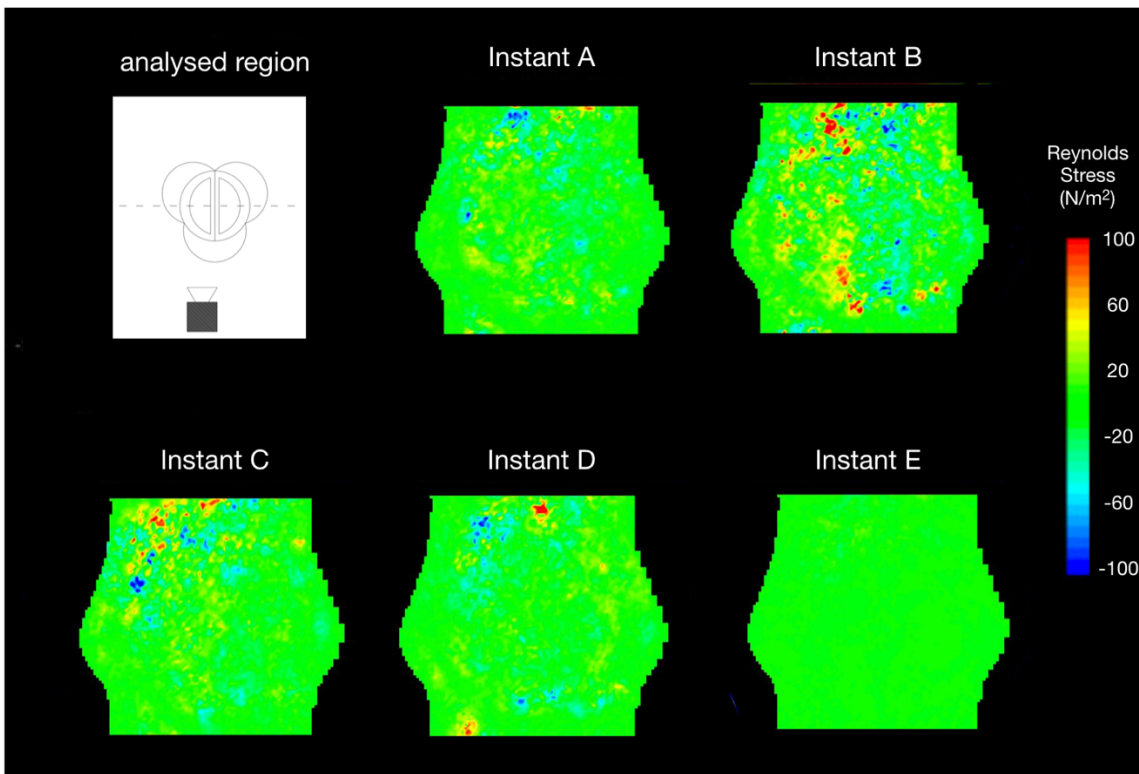 analysed region
Instant A
Instant B
Reynolds
Stress
(N/m²)
100
60
20
-20
-60
-100
Instant C
Instant D
Instant E